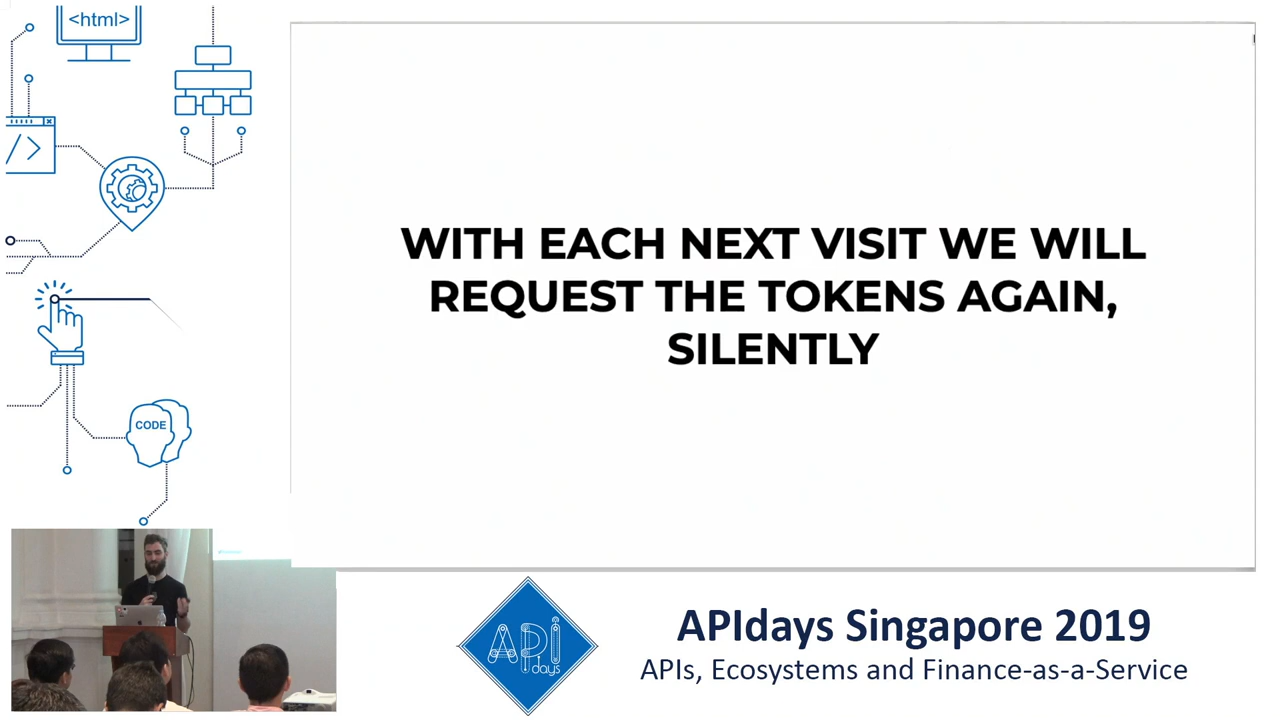 <html>
WITH EACH NEXT VISIT WE WILL
REQUEST THE TOKENS AGAIN,
SILENTLY
</>
CODE
API
days
APIdays Singapore 2019
APIs, Ecosystems and Finance-as-a-Service